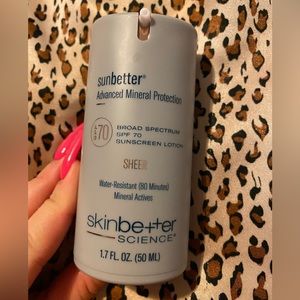 sunbetter®
Advanced Mineral Protection
SPF 70
BROAD SPECTRUM
SPF 70
SUNSCREEN LOTION
SHEER
Water-Resistant (80 Minutes)
Mineral Actives
skinbetter
SCIENCE®
1.7 FL. OZ. (50 ML)